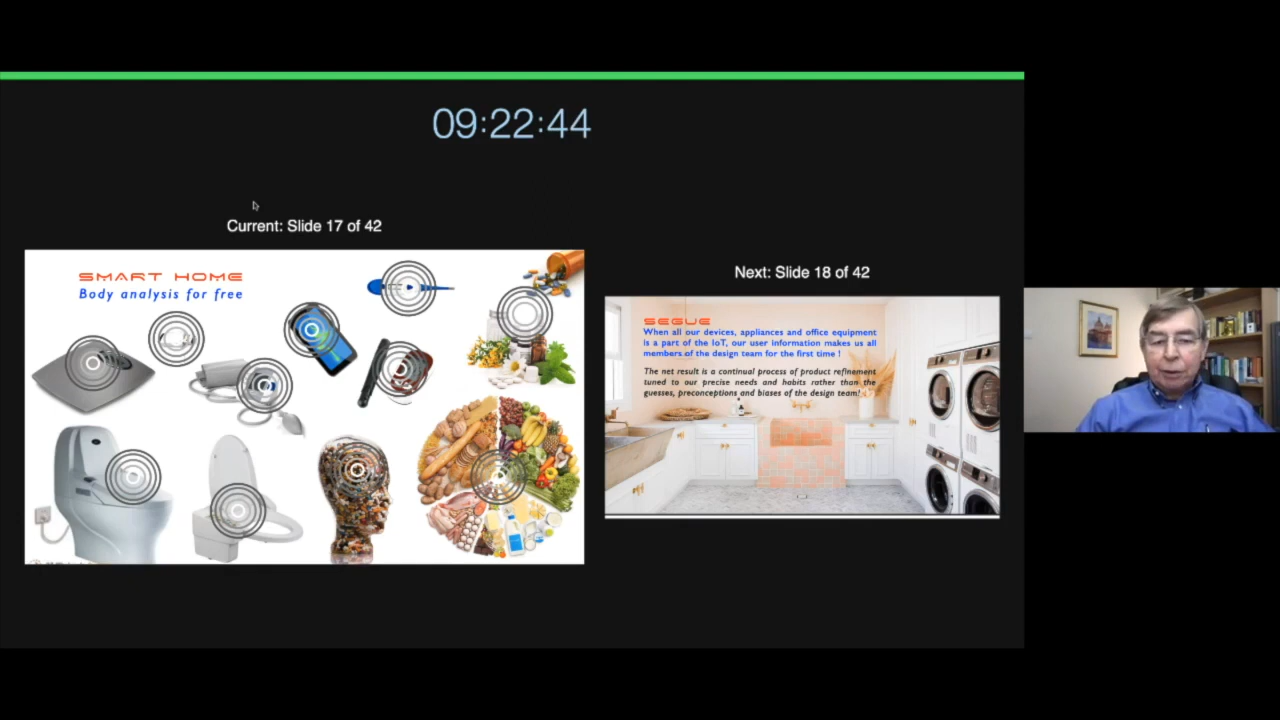 09:22:44
Current: Slide 17 of 42
SMART HOME
Body analysis for free
Next: Slide 18 of 42
SEGUE
When all our devices, appliances and office equipment
is a part of the IoT, our user information makes us all
members of the design team for the first time !
The net result is a continual process of product refinement
tuned to our precise needs and habits rather than the
guesses, preconceptions and biases of the design team!